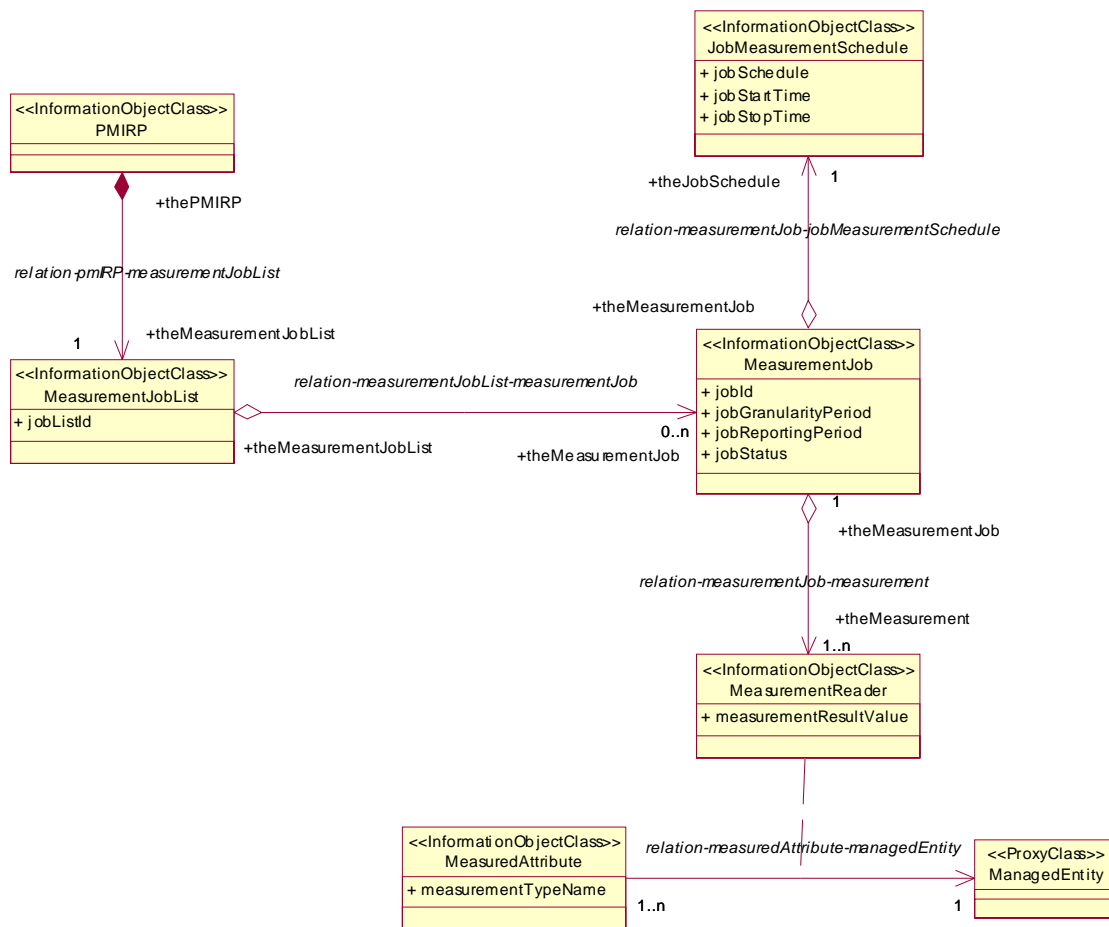 <<InformationObjectClass>>
JobMeasurementSchedule
+ jobSchedule
+ jobStartTime
+ jobStopTime
<<InformationObjectClass>>
PMIRP
+thePMIRP
relation-pmIRP-measurementJobList
1
+theMeasurementJobList
+theJobSchedule
1
relation-measurementJob-jobMeasurementSchedule
+theMeasurementJob
<<InformationObjectClass>>
MeasurementJobList
+ jobListId
relation-measurementJobList-measurementJob
+theMeasurementJobList
0..n
+theMeasurementJob
<<InformationObjectClass>>
MeasurementJob
+ jobId
+ jobGranularityPeriod
+ jobReportingPeriod
+ jobStatus
1
+theMeasurementJob
relation-measurementJob-measurement
+theMeasurement
1..n
<<InformationObjectClass>>
MeasurementReader
+ measurementResultValue
<<InformationObjectClass>>
MeasuredAttribute
+ measurementTypeName
relation-measuredAttribute-managedEntity
1..n
1
<<ProxyClass>>
ManagedEntity